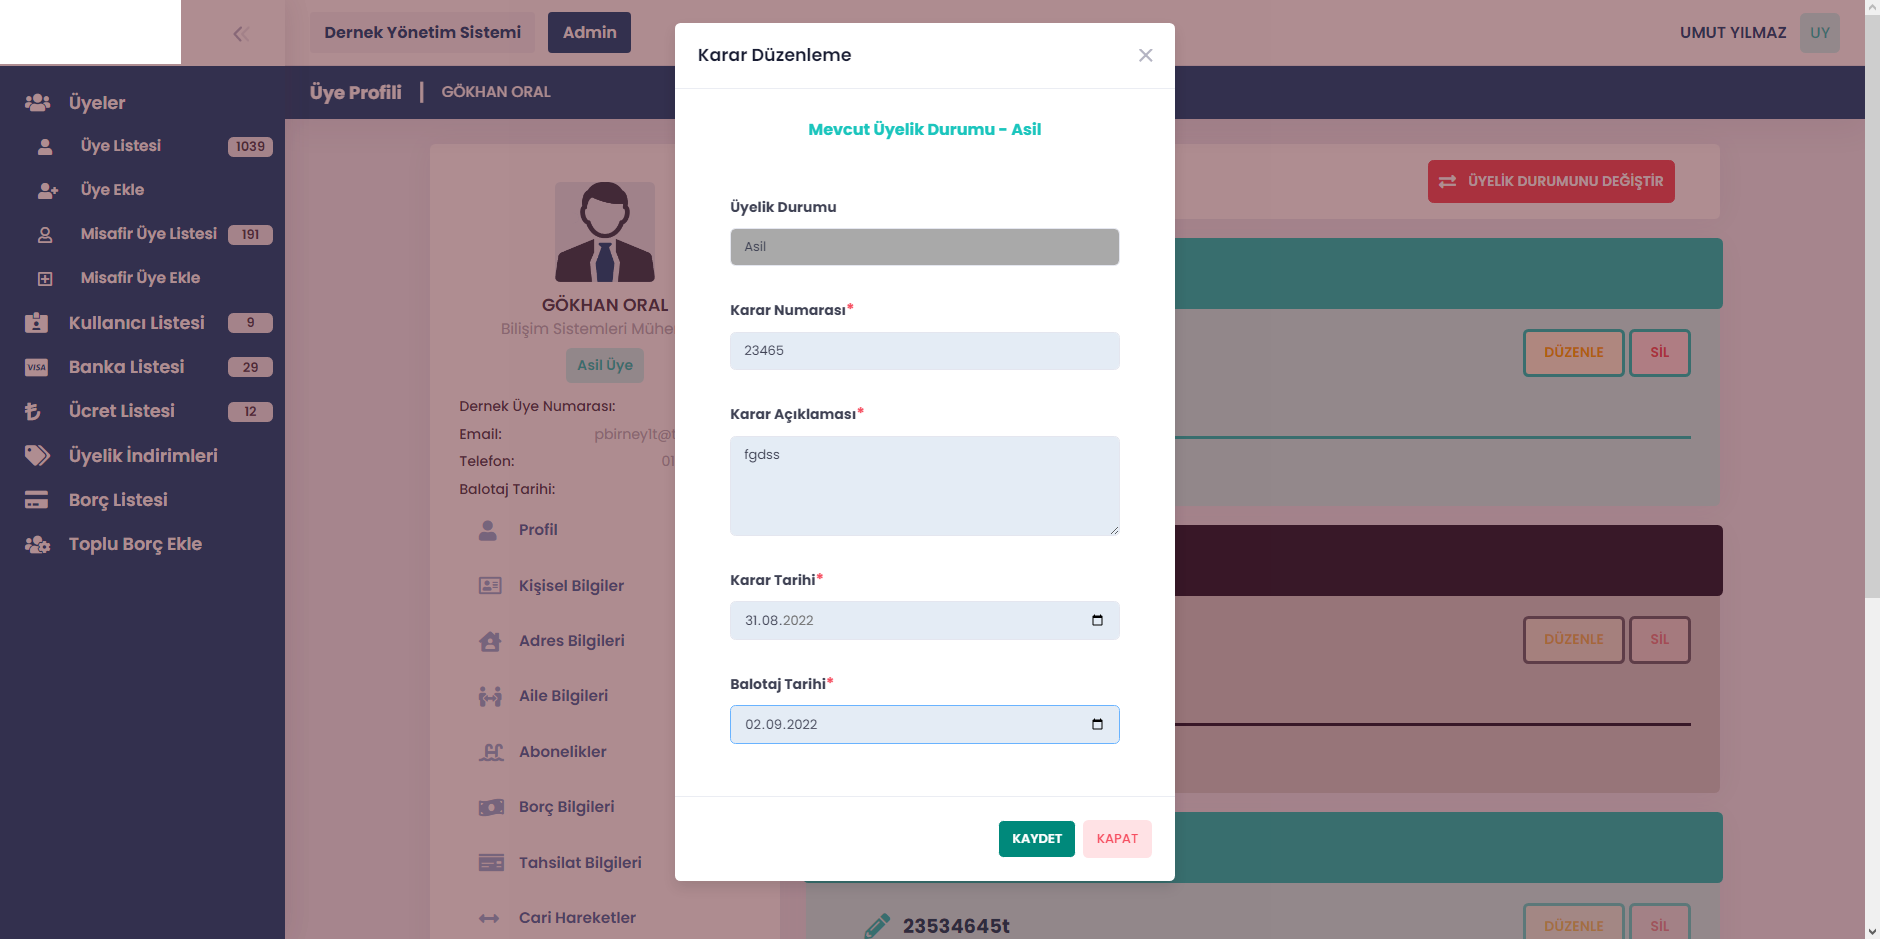 Dernek Yönetim Sistemi
Admin
UMUT YILMAZ
UY
Üye Profili
GÖKHAN ORAL
Üyeler
Üye Listesi 1039
Üye Ekle
Misafir Üye Listesi 191
Misafir Üye Ekle
Kullanıcı Listesi 9
VISA Banka Listesi 29
Ücret Listesi 12
Üyelik İndirimleri
Borç Listesi
Toplu Borç Ekle
GÖKHAN ORAL
Bilişim Sistemleri Mühe
Asil Üye
Dernek Üye Numarası:
Email: pbirney1t@t
Telefon: 01
Balotaj Tarihi:
Profil
Kişisel Bilgiler
Adres Bilgileri
Aile Bilgileri
Abonelikler
Borç Bilgileri
Tahsilat Bilgileri
Cari Hareketler
Karar Düzenleme
Mevcut Üyelik Durumu - Asil
Üyelik Durumu
Asil
Karar Numarası*
23465
Karar Açıklaması*
fgdss
Karar Tarihi*
31.08.2022
Balotaj Tarihi*
02.09.2022
KAYDET
KAPAT
ÜYELİK DURUMUNU DEĞİŞTİR
DÜZENLE
SİL
DÜZENLE
SİL
23534645t
DÜZENLE
SİL